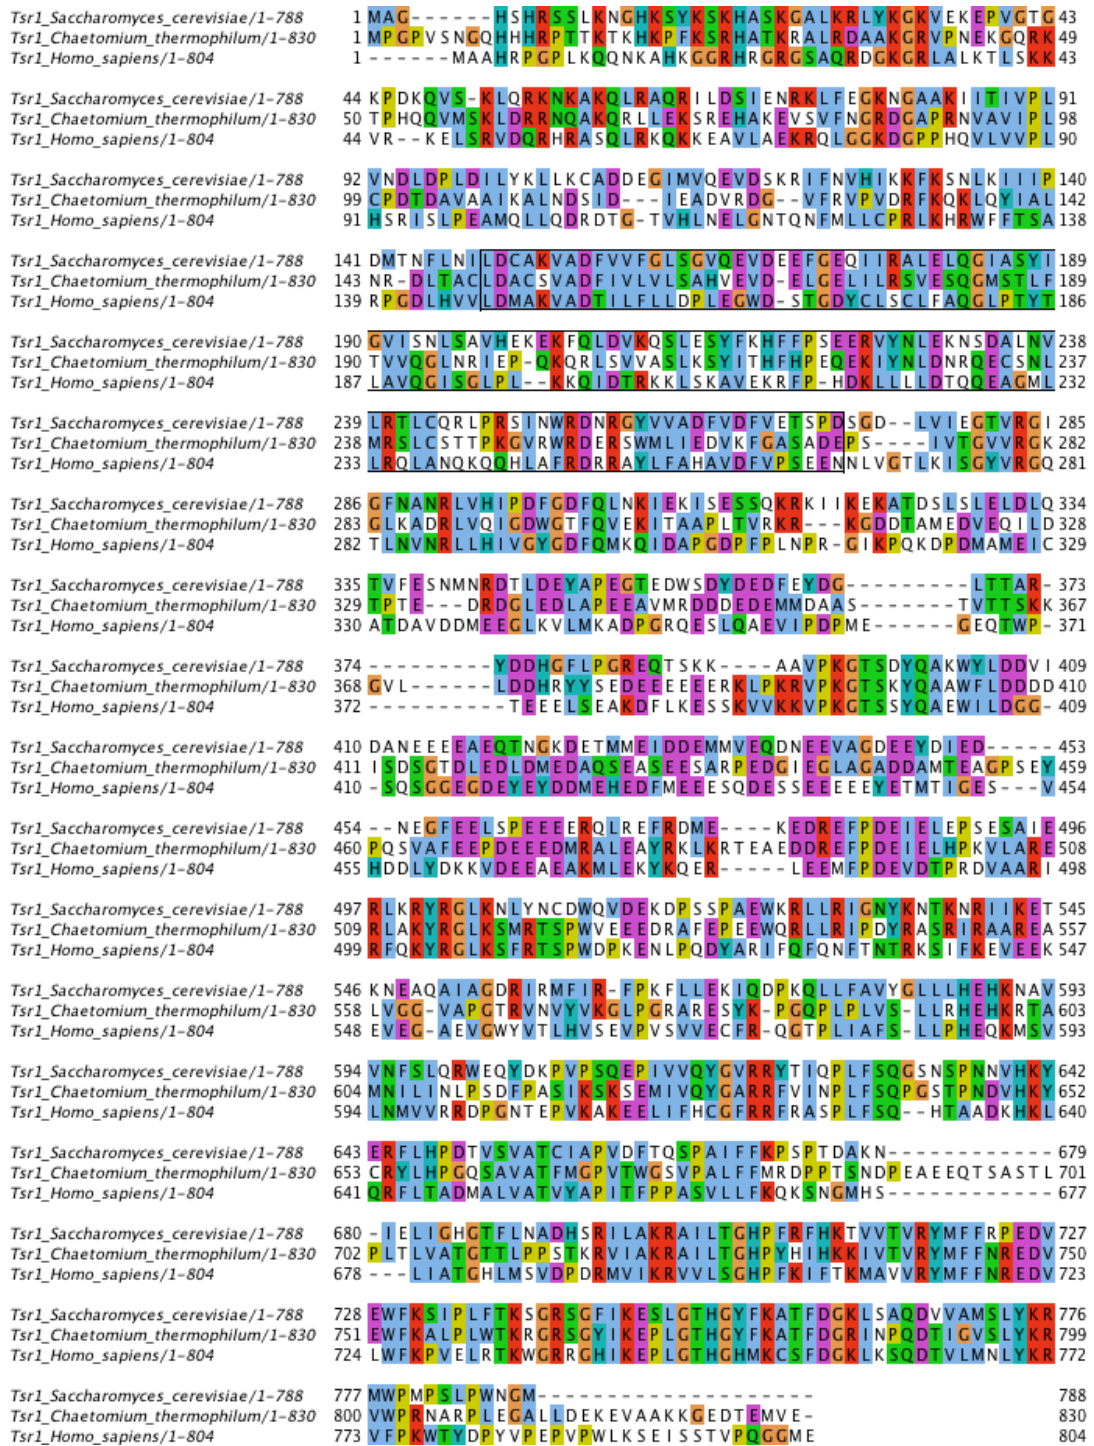 Tsr1_Saccharomyces_cerevisiae/1-788 1 MAG------HSHRSSLKNGHKSYKSKHASKGALKRLYKGKVEKEPVGTG 43
Tsr1_Chaetomium_thermophilum/1-830 1 MPGPVSNGQHHHRPTTKTKHKPFKSRHATKRALRDAAKGRVPNEKGQRK 49
Tsr1_Homo_sapiens/1-804 1 ------MAAHRPGPLKQQNKAHKGGRHRGRGSAQRDGKGRLALKTLSKK 43
Tsr1_Saccharomyces_cerevisiae/1-788 44 KPDKQVS-KLQRKNKAKQLRAQRILDSIENRKLFEGKNGAAKIITIVPL 91
Tsr1_Chaetomium_thermophilum/1-830 50 TPHQQVMSKLDRRNQAKQRLLEKSREHAKEVSVFNGRDGAPRNVAVIPL 98
Tsr1_Homo_sapiens/1-804 44 VR--KELSRVDQRHRASQLRKQKKEAVLAEKRQLGGKDGPPHQVLVVPL 90
Tsr1_Saccharomyces_cerevisiae/1-788 92 VNDLDPLDILYKLLKCADDEGIMVQEVDSKRIFNVHIKKFKSNLKIIIP 140
Tsr1_Chaetomium_thermophilum/1-830 99 CPDTDAVAAIKALNDSID---IEADVRDG--VFRVPVDRFKQKLQYIAL 142
Tsr1_Homo_sapiens/1-804 91 HSRISLPEAMQLLQDRDTG-TVHLNELGNTQNFMLLCPRLKHRWFFTSA 138
Tsr1_Saccharomyces_cerevisiae/1-788 141 DMTNFLNILDCAKVADFVVFGLSGVQEVDEEFGEQIIRALELQGIASYI 189
Tsr1_Chaetomium_thermophilum/1-830 143 NR-DLTACLDACSVADFILVLSAHVEVD-ELGELILRSVESQGMSTLF 189
Tsr1_Homo_sapiens/1-804 139 RPGDLHVVLDMAKVADTILFLLDPLEGWD-STGDYCLSCLFAQGLPTYT 186
Tsr1_Saccharomyces_cerevisiae/1-788 190 GVISNLSAVHEKEKFQLDVKQSLESYFKHFFPSEERVYNLEKNSDALNV 238
Tsr1_Chaetomium_thermophilum/1-830 190 TVVQGLNRIEP-QKQRLSVVASLKSYITHFHPEQEKIYNLDNRQECSNL 237
Tsr1_Homo_sapiens/1-804 187 LAVQGISGLPL--KKQIDTRKKLSKAVEKRFP-HDKLLLLDTQQEAGML 232
Tsr1_Saccharomyces_cerevisiae/1-788 239 LRTLCQRLPRSINWRDNRGYVVADFVDFVETSPDSGD--LVIEGTVRGI 285
Tsr1_Chaetomium_thermophilum/1-830 238 MRSLCSTTPKGVRWRDERSWMLIEDVKFGASADEPS----IVTGVVRGK 282
Tsr1_Homo_sapiens/1-804 233 LRQLANQKQQHLAFRDRRAYLFAHAVDFVPSEENNLVGTLKISGYVRGQ 281
Tsr1_Saccharomyces_cerevisiae/1-788 286 GFNANRLVHIPDFGDFQLNKIEKISESSQKRKIIKEKATDSLSLELDLQ 334
Tsr1_Chaetomium_thermophilum/1-830 283 GLKADRLVQIGDWGTFQVEKITAAPLTVRKR---KGDDTAMEDVEQILD 328
Tsr1_Homo_sapiens/1-804 282 TLNVNRLLHIVGYGDFQMKQIDAPGDPFPLNPR-GIKPQKDPDMAMEIC 329
Tsr1_Saccharomyces_cerevisiae/1-788 335 TVFESNMNRDTLDEYAPEGTEDWSDYDEDFEYDG---------LTTAR- 373
Tsr1_Chaetomium_thermophilum/1-830 329 TPTE---DRDGLEDLAPEEAVMRDDDEDEMMDAAS-------TVTTSKK 367
Tsr1_Homo_sapiens/1-804 330 ATDAVDDMEEGLKVLMKADPGRQESLQAEVIPDPME------GEQTWP- 371
Tsr1_Saccharomyces_cerevisiae/1-788 374 ---------YDDHGFLPGREQTSKK----AAVPKGTSDYQAKWYLDDVI 409
Tsr1_Chaetomium_thermophilum/1-830 368 GVL------LDDHRYYSEDEEEEEERKLPKRVPKGTSKYQAAWFLDDDD 410
Tsr1_Homo_sapiens/1-804 372 ----------TEEELSEAKDFLKESSKVVKKVPKGTSSYQAEWILDGG- 409
Tsr1_Saccharomyces_cerevisiae/1-788 410 DANEEEEAEQTNGKDETMMEIDDEMMVEQDNEEVAGDEEYDIED----- 453
Tsr1_Chaetomium_thermophilum/1-830 411 ISDSGTDLEDLDMEDAQSEASEESARPEDGIEGLAGADDAMTEAGPSEY 459
Tsr1_Homo_sapiens/1-804 410 -SQSGGEGDEYEYDDMEHEDFMEEESQDESSEEEEEEYETMTIGES---V 454
Tsr1_Saccharomyces_cerevisiae/1-788 454 --NEGFEELSPEEEEERQLREFRDME----KEDREFPDEIELEPSESAIE 496
Tsr1_Chaetomium_thermophilum/1-830 460 PQSVAFEEPDEEEEDMRALEAYRKLKRTEAEDDREFPDEIELHPKVLARE 508
Tsr1_Homo_sapiens/1-804 455 HDDLYDKKVDEEAEAKMLEKYKQER-----LEEMFPDEVDTPRDVAARI 498
Tsr1_Saccharomyces_cerevisiae/1-788 497 RLKRYRGLKNLYNCDWQVDEKDPSSPAEWKRLLRIGNYKNTKNRIIKET 545
Tsr1_Chaetomium_thermophilum/1-830 509 RLAKYRGLKSMRTSPWVEEEDRAFEPEEWQRLLRIPDYRASRIRAAREA 557
Tsr1_Homo_sapiens/1-804 499 RFQKYRGLKSFRTSPWDPKENLPQDYARIFQFQNFTNTRKSIFKEVEEK 547
Tsr1_Saccharomyces_cerevisiae/1-788 546 KNEAQAIAGDRIRMFIR-FPKFLLEKIQDPKQLLFAVYGLLLHEHKNAV 593
Tsr1_Chaetomium_thermophilum/1-830 558 LVGG-VAPGTRVNVYVKGLPGRARESYK-PGQPLPLVS-LLRHEHKRTA 603
Tsr1_Homo_sapiens/1-804 548 EVEG-AEVGWYVTLHVSEVPVSVVECFR-QGTPLIAFS-LLPHEQKMSV 593
Tsr1_Saccharomyces_cerevisiae/1-788 594 VNFSLQRWEQYDKPVPSQEPIVVQYGVRRYTIQPLFSQGSNSPNNVHKY 642
Tsr1_Chaetomium_thermophilum/1-830 604 MNILINLPSDFPASIKSKSEMIVQYGARRFVINPLFSQPGSTPNDVHKY 652
Tsr1_Homo_sapiens/1-804 594 LNMVVRRDPGNTEPVKAKEELIFHCGFRRFRASPLFSQ--HTAADKHKL 640
Tsr1_Saccharomyces_cerevisiae/1-788 643 ERFLHPDTVSVATCIAPVDFTQSPAIFFKPSPTDAKN------------ 679
Tsr1_Chaetomium_thermophilum/1-830 653 CRYLHPGQSAVATFMGPVTWGSVPALFFMRDPPTSNDPEAEEQTSASTL 701
Tsr1_Homo_sapiens/1-804 641 QRFLTADMALVATVYAPITFPPASVLLFKQKSNGMHS------------ 677
Tsr1_Saccharomyces_cerevisiae/1-788 680 -IELIGHGTFLNADHSRILAKRAILTGHPFRFHKTVVTVRYMFFRPEDV 727
Tsr1_Chaetomium_thermophilum/1-830 702 PLTLVATGTTLPPSTKRVIAKRAILTGHPYHIHKKIVTVRYMFFNREDV 750
Tsr1_Homo_sapiens/1-804 678 ---LIATGHLMSVDPDRMVIKRVVLSGHPFKIFTKMAVVRYMFFNREDV 723
Tsr1_Saccharomyces_cerevisiae/1-788 728 EWFKSIPLFTKSGRSGFIKESLGTHGYFKATFDGKLSAQDVVAMSLYKR 776
Tsr1_Chaetomium_thermophilum/1-830 751 EWFKALPLWTKRGRSGYIKEPLGTHGYFKATFDGRINPQDTIGVSLYKR 799
Tsr1_Homo_sapiens/1-804 724 LWFKPVELRTKWGRRGHIKEPLGTHGHMKCSFDGKLKSQDTVLMNLYKR 772
Tsr1_Saccharomyces_cerevisiae/1-788 777 MWPMPSLPWNGM-------------------- 788
Tsr1_Chaetomium_thermophilum/1-830 800 VWPRNARPLEGALLDEKEVAAKKGEDTEMVE- 830
Tsr1_Homo_sapiens/1-804 773 VFPKWTYDPYVPEPVPWLKSEISSTVPQGGME 804